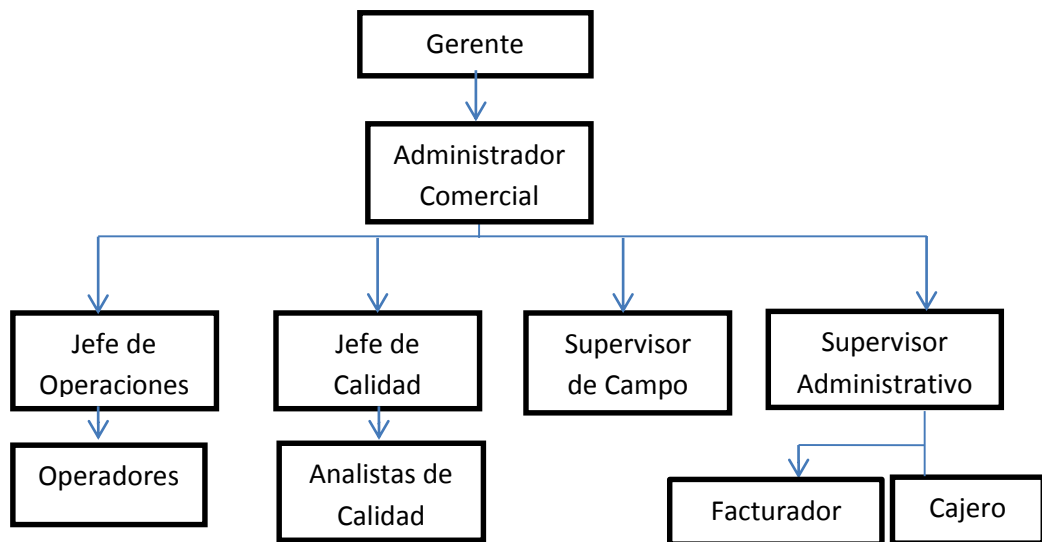 Gerente
Administrador
Comercial
Jefe de
Operaciones
Jefe de
Calidad
Supervisor
de Campo
Supervisor
Administrativo
Operadores
Analistas de
Calidad
Facturador
Cajero